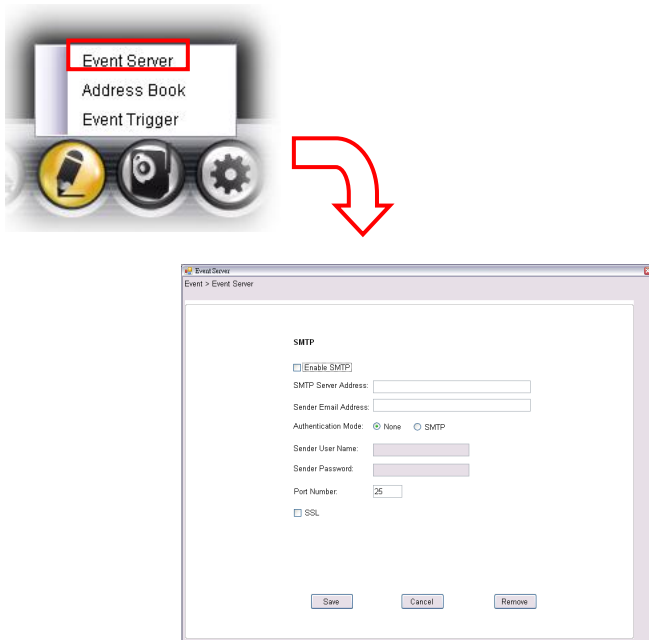 Event Server
Address Book
Event Trigger
Event Server
Event > Event Server
SMTP
Enable SMTP
SMTP Server Address:
Sender Email Address:
Authentication Mode: None SMTP
Sender User Name:
Sender Password:
Port Number: 25
SSL
Save Cancel Remove